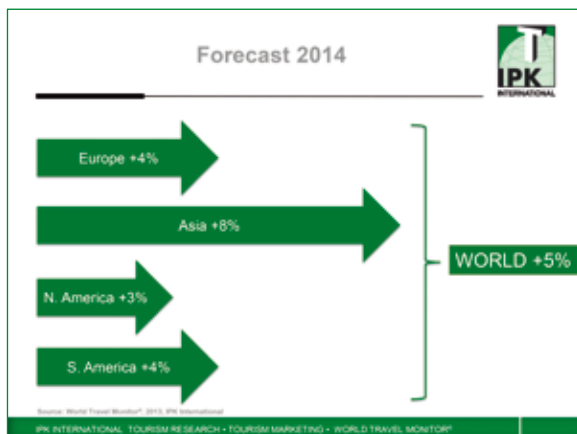 Forecast 2014
IPK
INTERNATIONAL
Europe +4%
Asia +8%
WORLD +5%
N. America +3%
S. America +4%
Source: World Travel Monitor®, 2013, IPK International
IPK INTERNATIONAL TOURISM RESEARCH • TOURISM MARKETING • WORLD TRAVEL MONITOR®